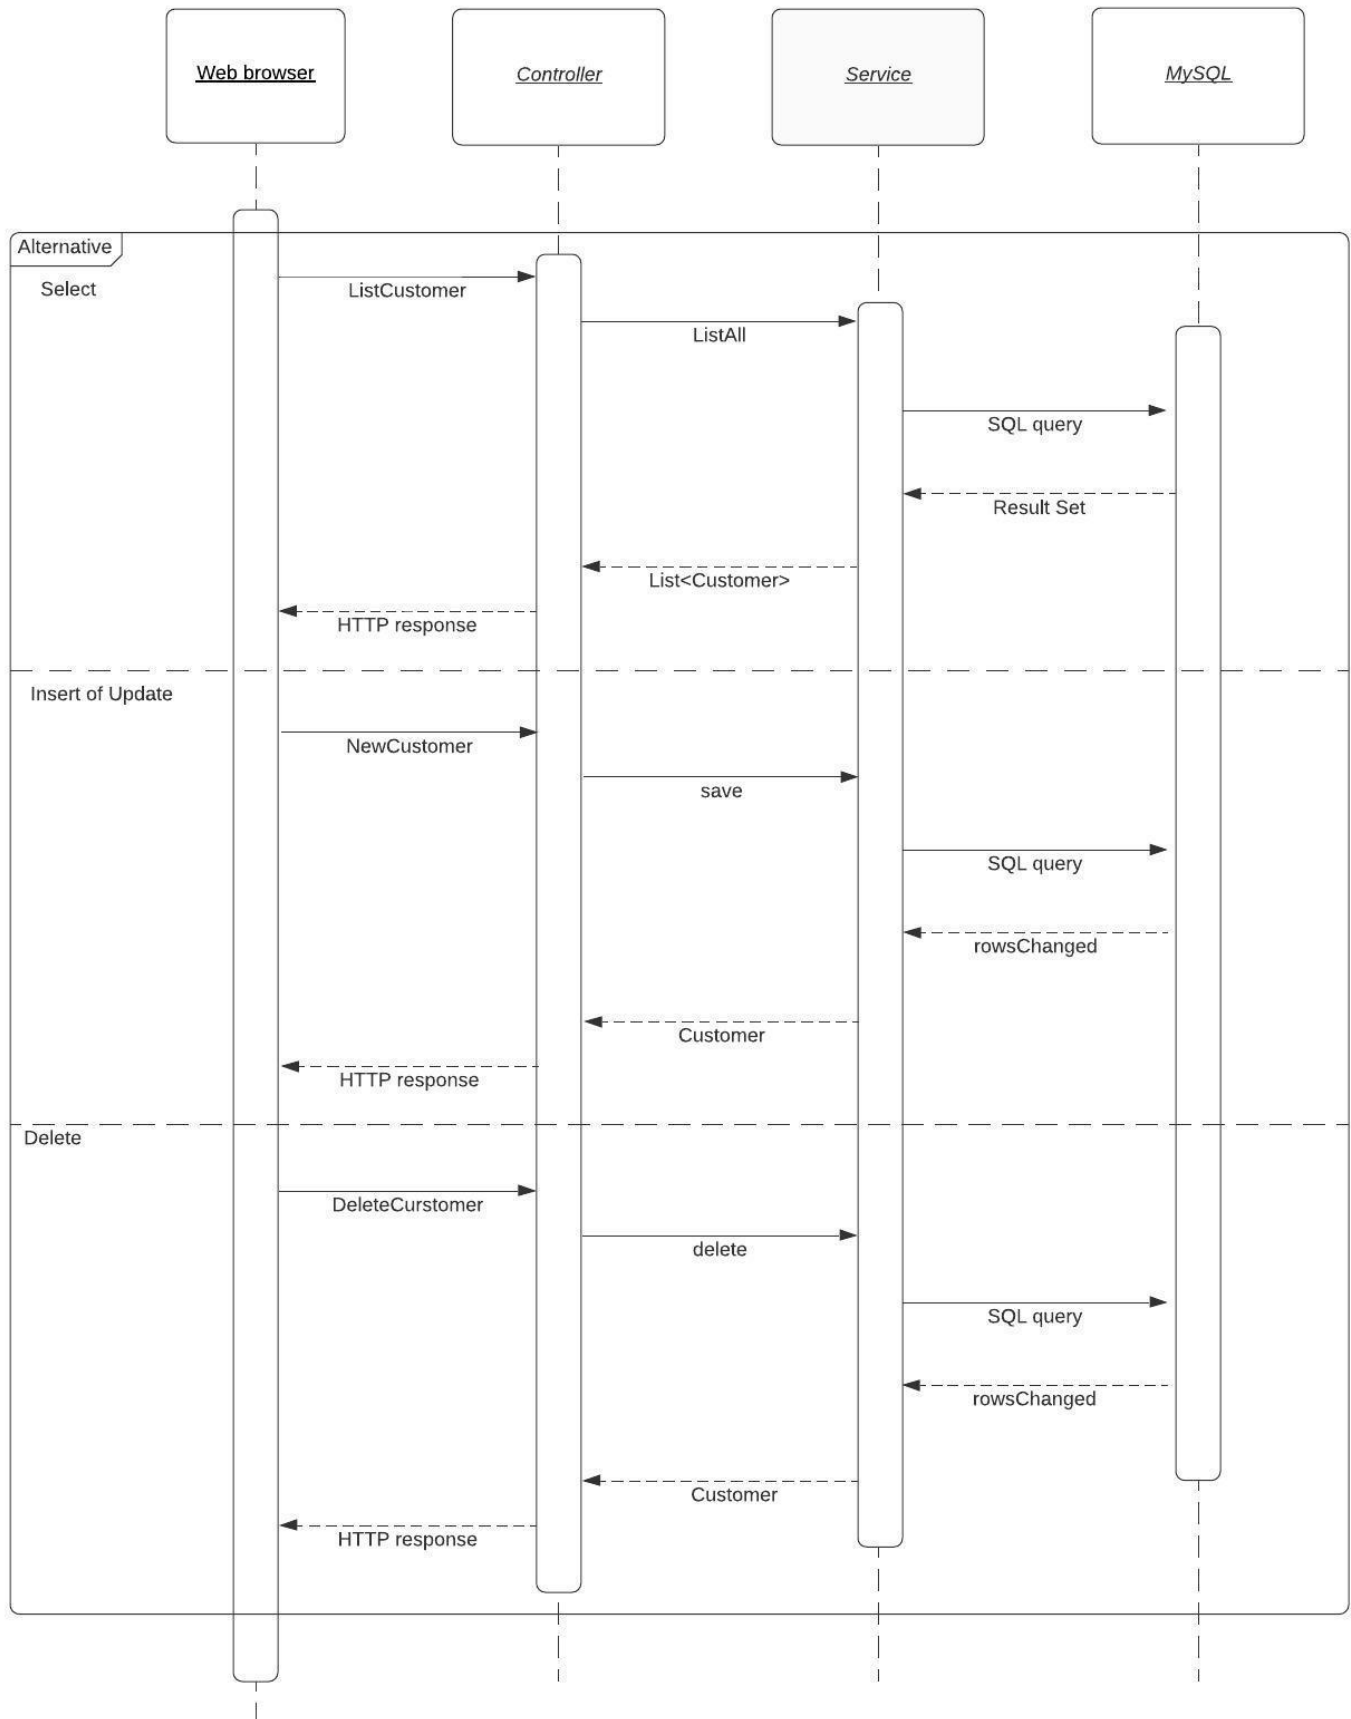 Web browser
Controller
Service
MySQL
Alternative
Select
ListCustomer
ListAll
SQL query
Result Set
List<Customer>
HTTP response
Insert of Update
NewCustomer
save
SQL query
rowsChanged
Customer
HTTP response
Delete
DeleteCurstomer
delete
SQL query
rowsChanged
Customer
HTTP response